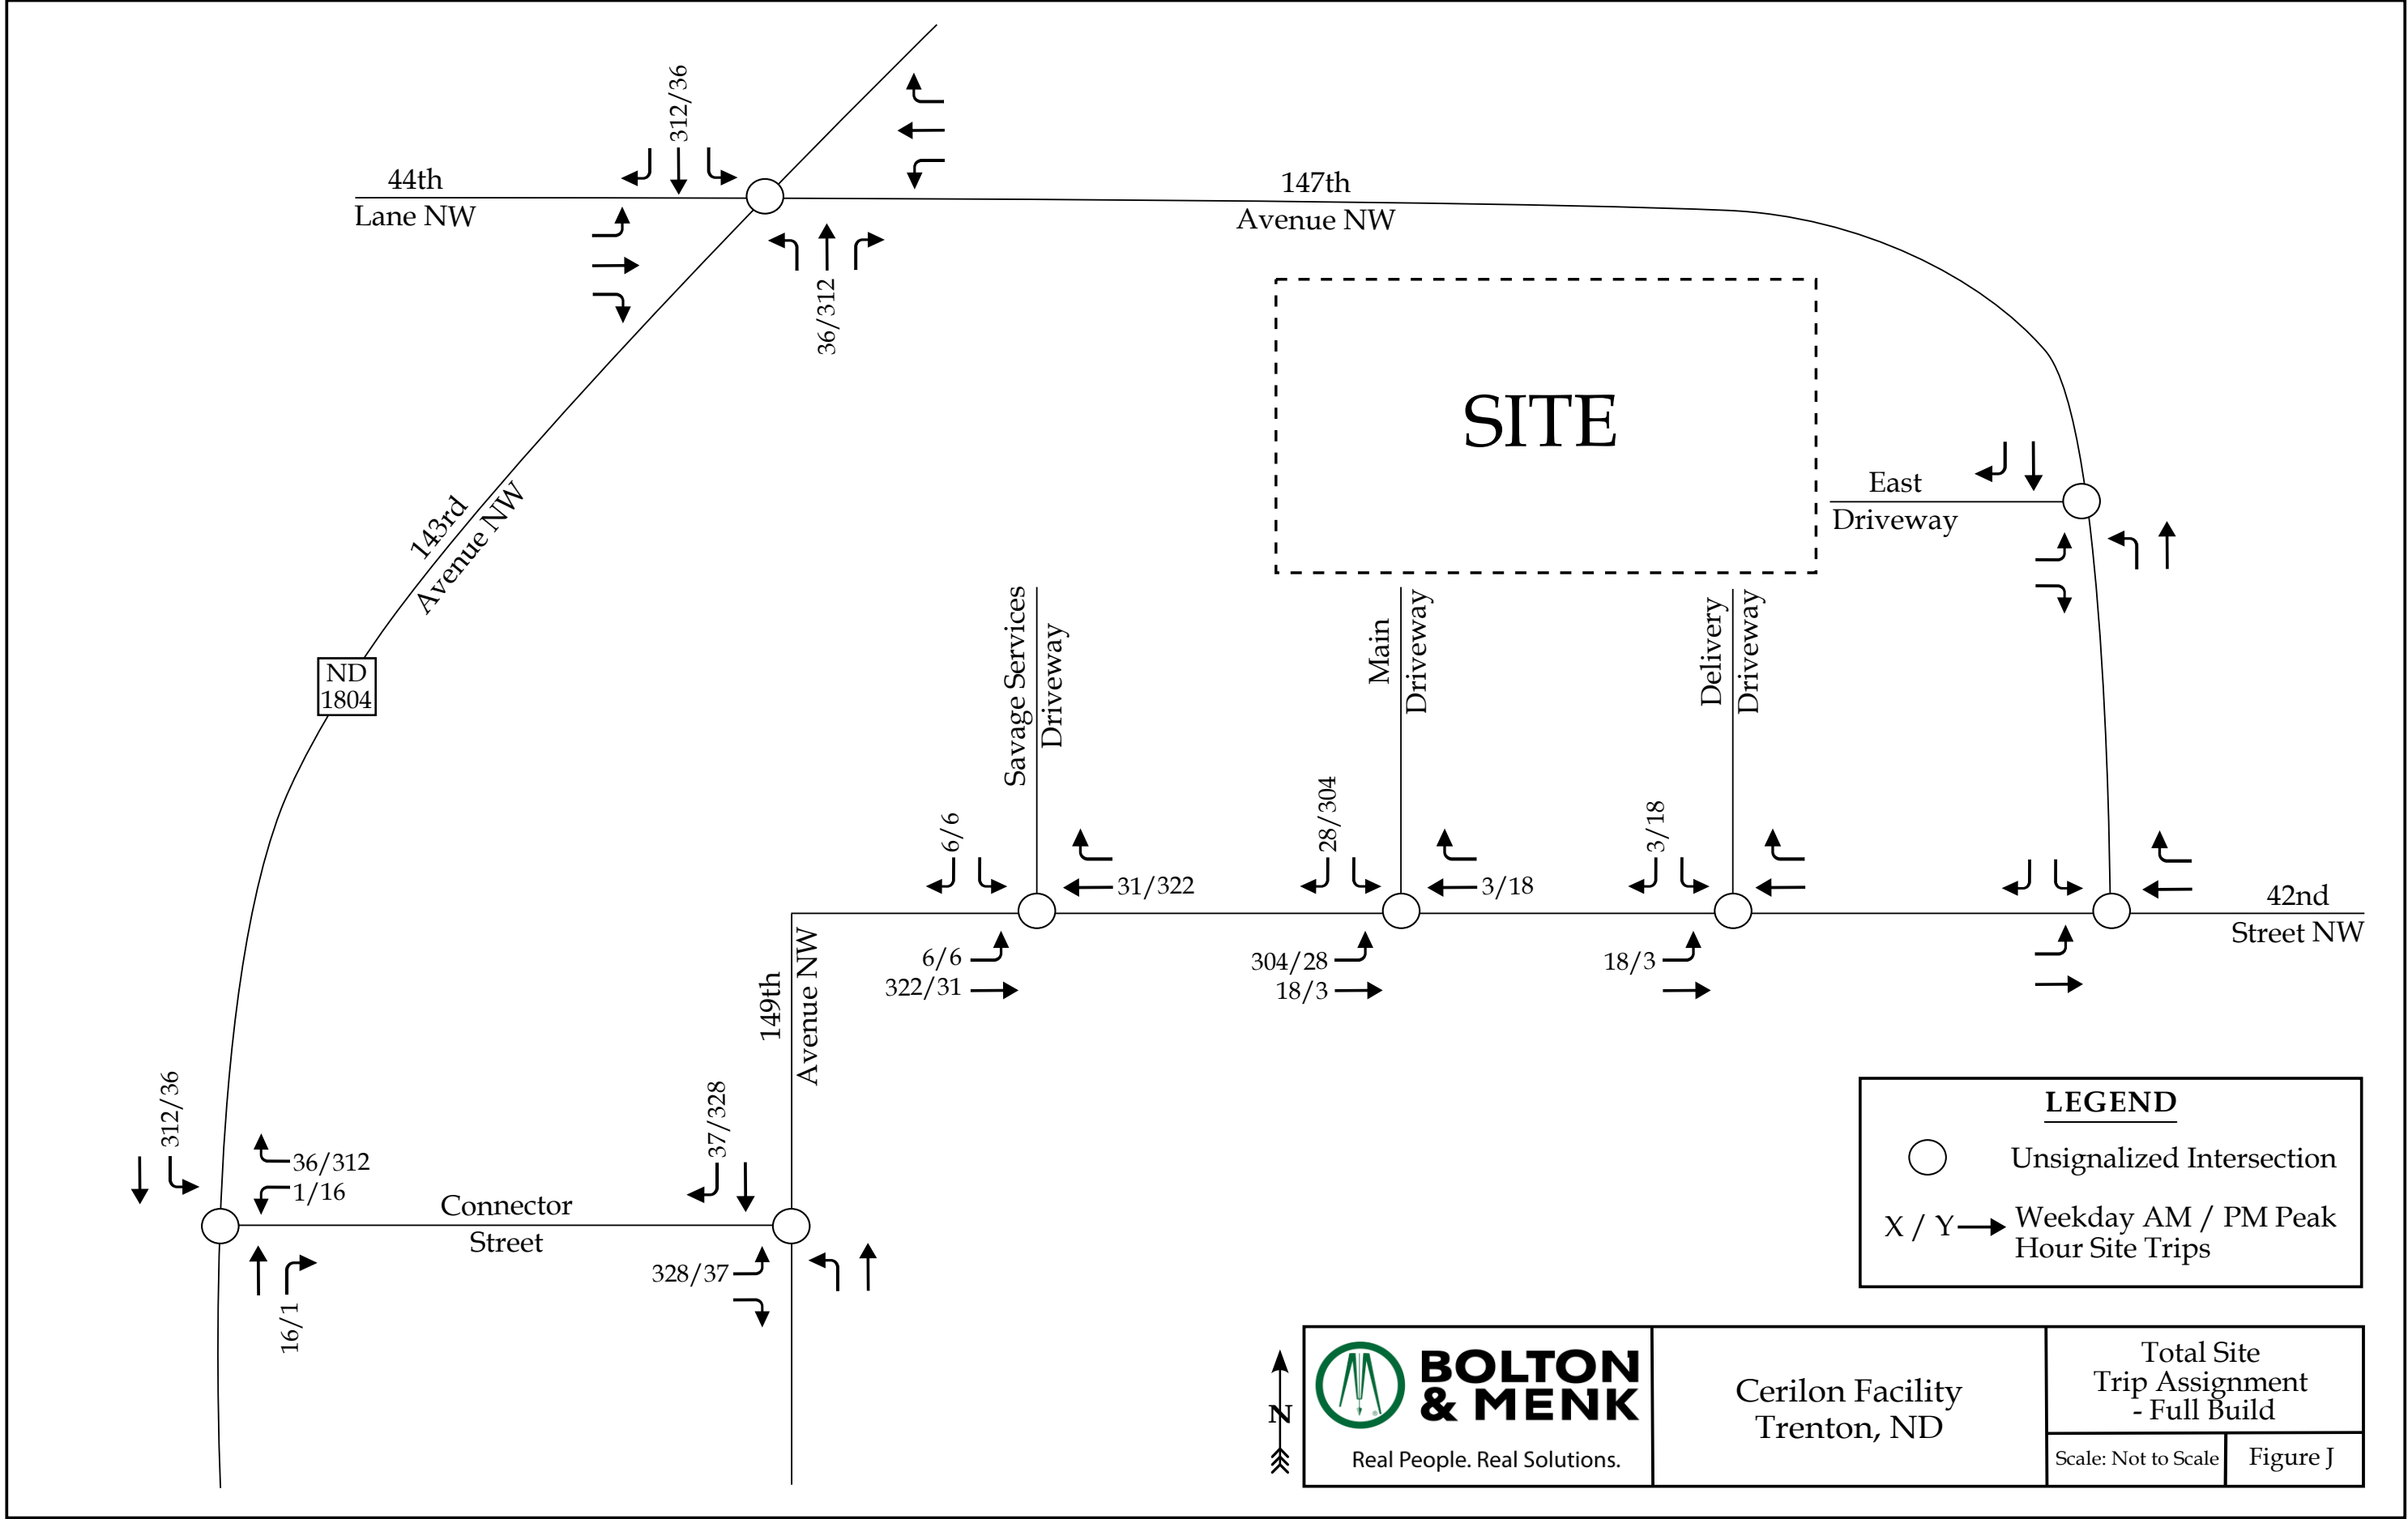 312/36
44th
Lane NW
147th
Avenue NW
36/312
SITE
143rd
Avenue NW
East
Driveway
ND
1804
Savage Services
Driveway
Main
Driveway
Delivery
Driveway
6/6
31/322
28/304
3/18
3/18
42nd
Street NW
6/6
322/31
304/28
18/3
18/3
149th
Avenue NW
312/36
36/312
1/16
37/328
Connector
Street
328/37
16/1
LEGEND
Unsignalized Intersection
X / Y
Weekday AM / PM Peak
Hour Site Trips
N
BOLTON
& MENK
®
Real People. Real Solutions.
Cerilon Facility
Trenton, ND
Total Site
Trip Assignment
- Full Build
Scale: Not to Scale
Figure J